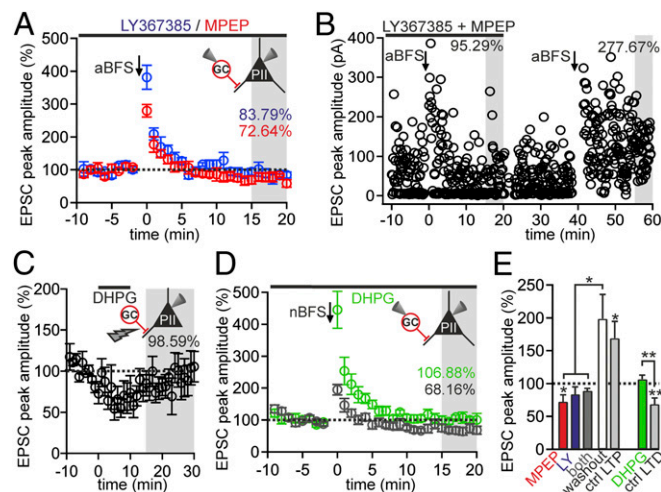 A
LY367385 / MPEP
EPSC peak amplitude (%)
500
400
300
200
100
0
aBFS
GC
PII
83.79%
72.64%
-10 -5 0 5 10 15 20
time (min)
B
LY367385 + MPEP
EPSC peak amplitude (pA)
400
350
300
250
200
150
100
50
0
aBFS
95.29%
aBFS
277.67%
-10 0 10 20 30 40 50 60
time (min)
C
EPSC peak amplitude (%)
200
150
100
50
0
DHPG
GC
PII
98.59%
-10 0 10 20 30
time (min)
D
DHPG
EPSC peak amplitude (%)
500
400
300
200
100
0
nBFS
GC
PII
106.88%
68.16%
-10 -5 0 5 10 15 20
time (min)
E
EPSC peak amplitude (%)
250
200
150
100
50
0
*
*
*
*
**
**
MPEP
LY
both
washout
ctrl LTP
DHPG
ctrl LTD